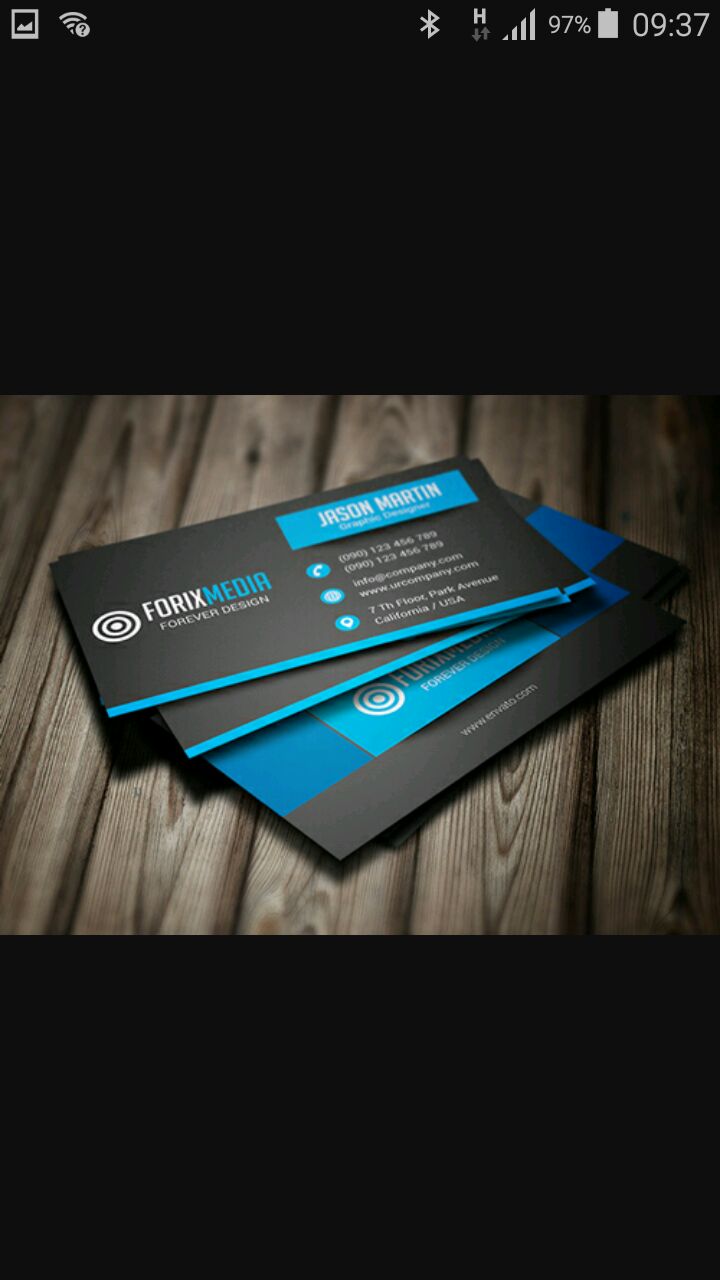 H 97% 09:37
JASON MARTIN
Graphic Designer
(090) 123 456 789
(090) 123 456 789
info@company.com
www.urcompany.com
7 Th Floor, Park Avenue
California / USA
FORIXMEDIA
FOREVER DESIGN
FORIXMEDIA
FOREVER DESIGN
www.envato.com